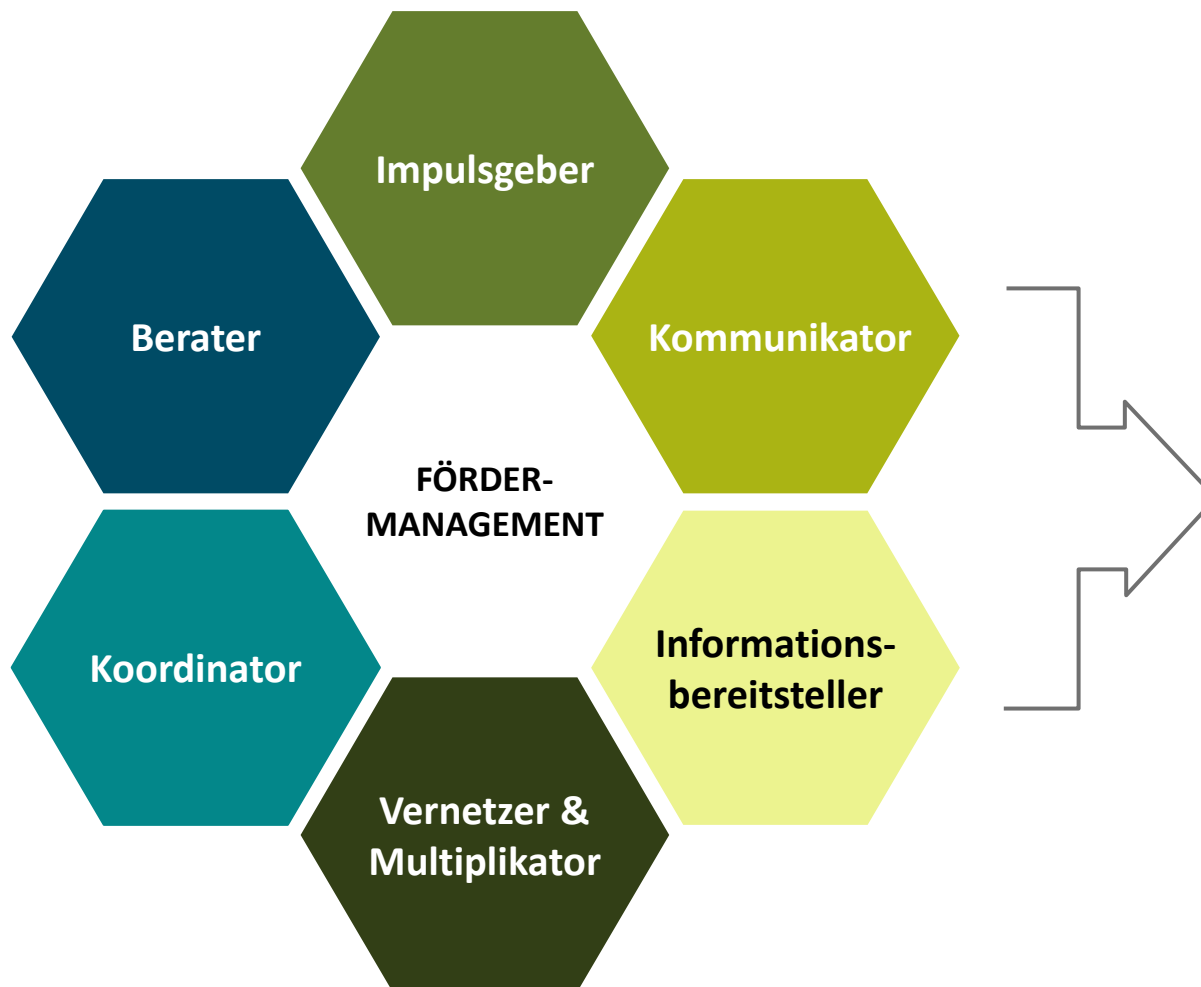 Impulsgeber
Berater
Kommunikator
FÖRDER-
MANAGEMENT
Koordinator
Informations-
bereitsteller
Vernetzer &
Multiplikator